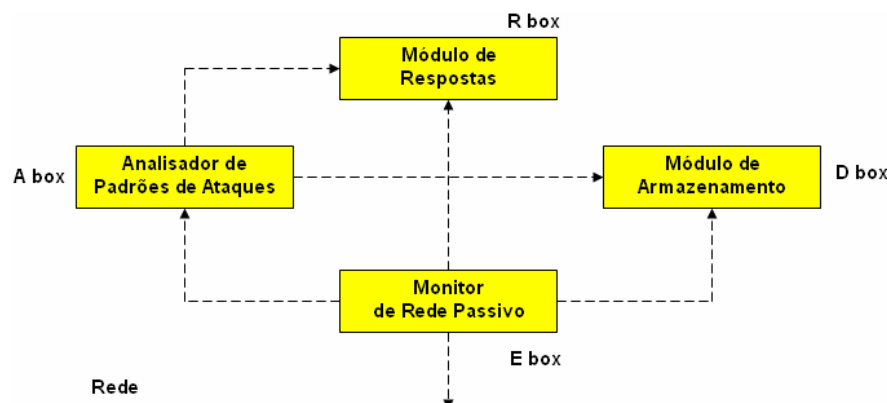 R box
Módulo de
Respostas
A box
Analisador de
Padrões de Ataques
Módulo de
Armazenamento
D box
Monitor
de Rede Passivo
E box
Rede